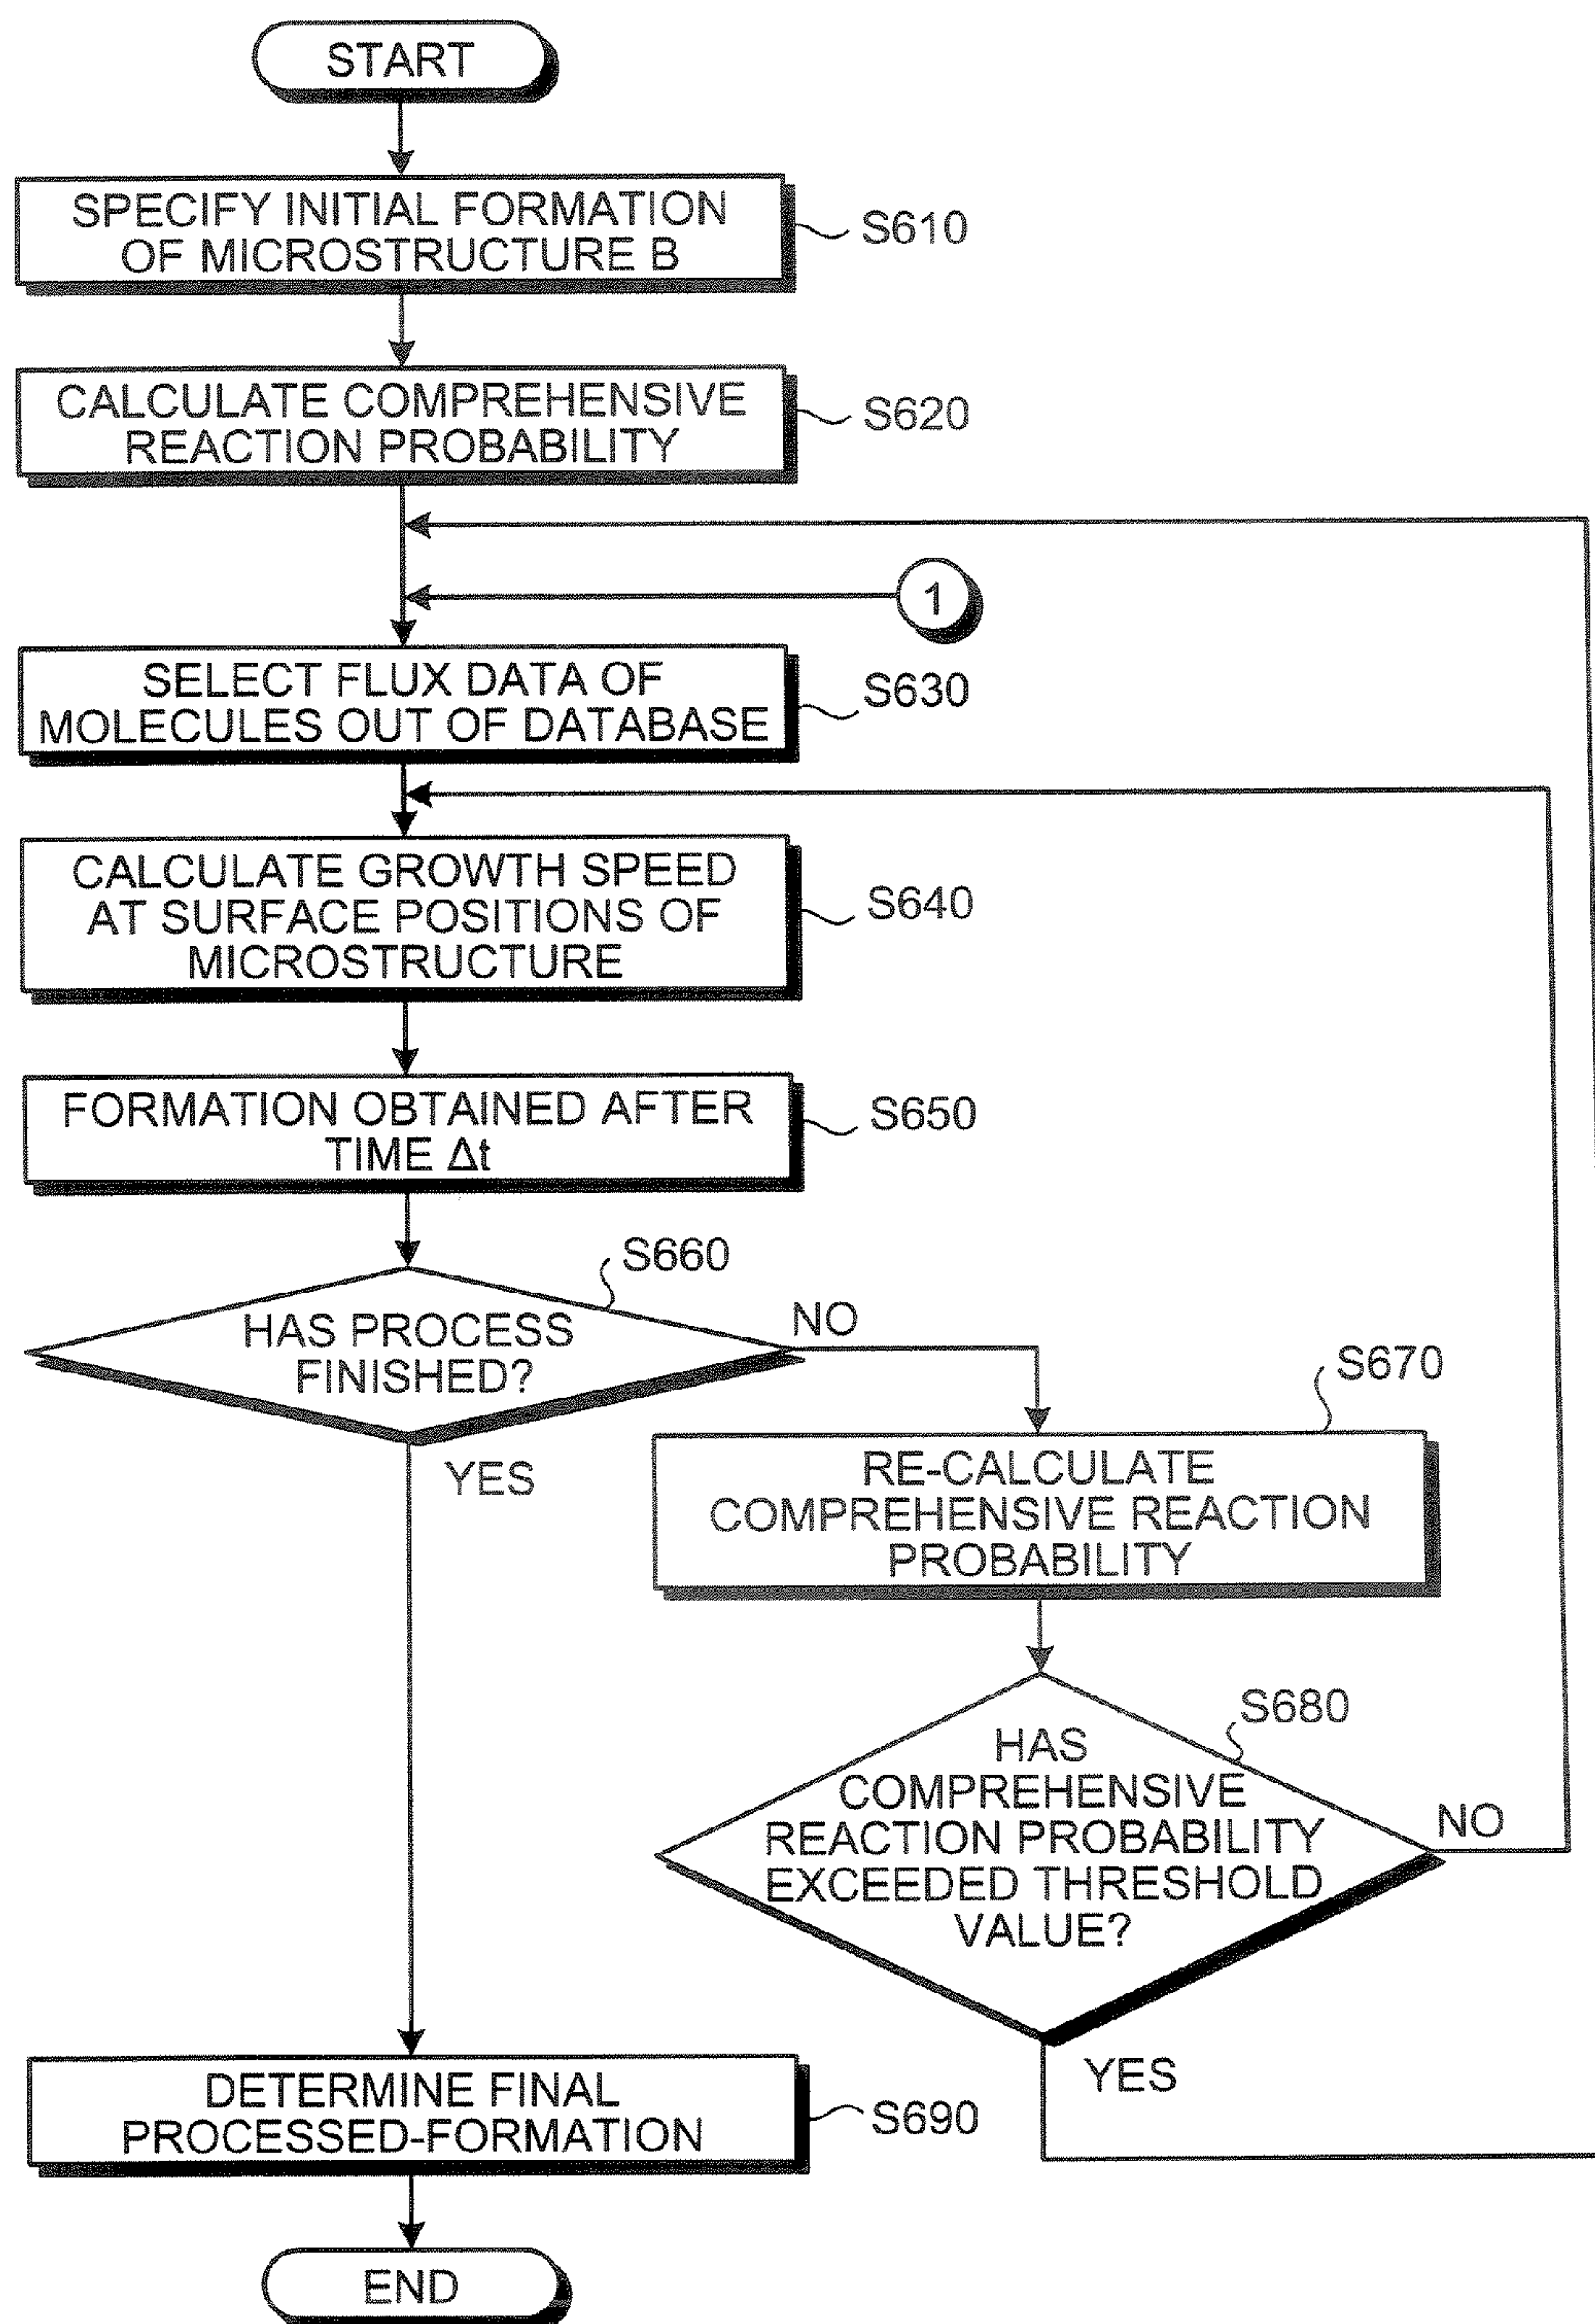 START
SPECIFY INITIAL FORMATION
OF MICROSTRUCTURE B
S610
CALCULATE COMPREHENSIVE
REACTION PROBABILITY
S620
1
SELECT FLUX DATA OF
MOLECULES OUT OF DATABASE
S630
CALCULATE GROWTH SPEED
AT SURFACE POSITIONS OF
MICROSTRUCTURE
S640
FORMATION OBTAINED AFTER
TIME Δt
S650
S660
HAS PROCESS
FINISHED?
NO
YES
S670
RE-CALCULATE
COMPREHENSIVE REACTION
PROBABILITY
S680
HAS
COMPREHENSIVE
REACTION PROBABILITY
EXCEEDED THRESHOLD
VALUE?
NO
YES
DETERMINE FINAL
PROCESSED-FORMATION
S690
END